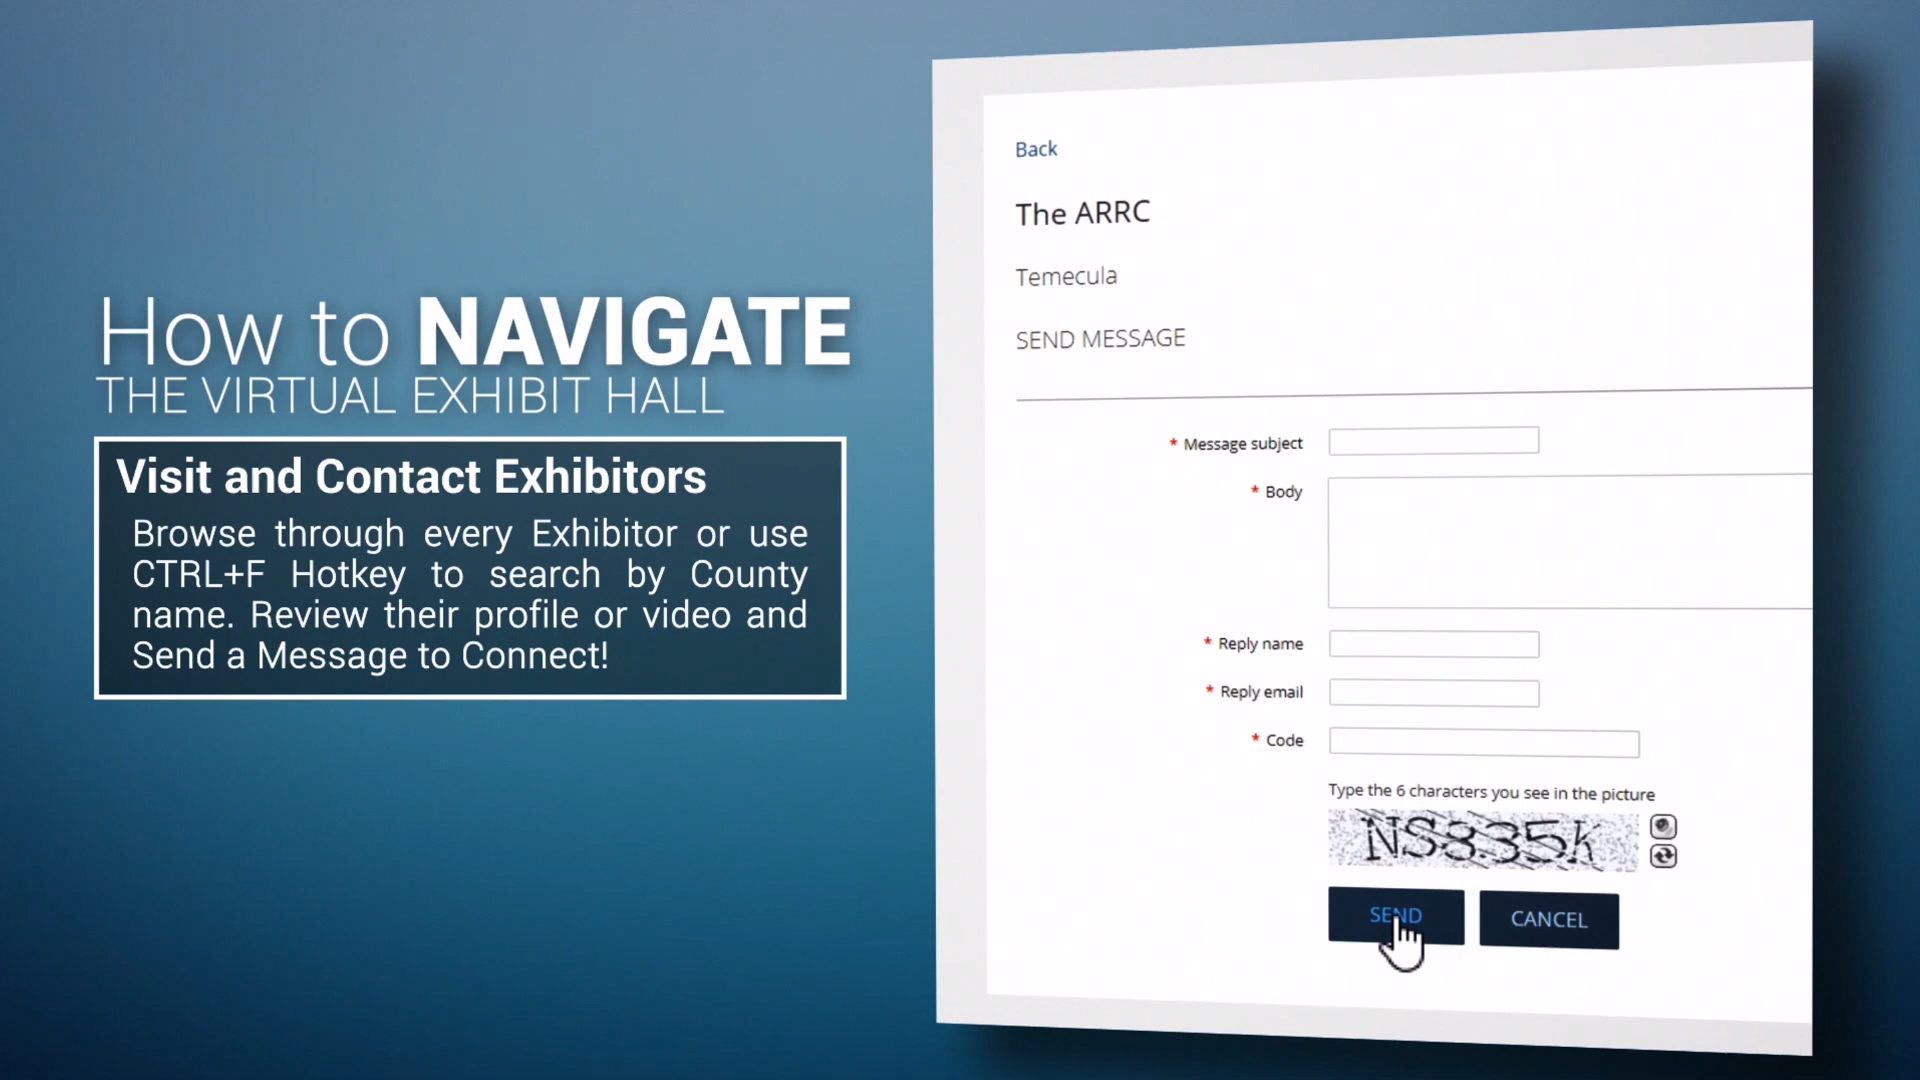 How to NAVIGATE
THE VIRTUAL EXHIBIT HALL
Visit and Contact Exhibitors
Browse through every Exhibitor or use
CTRL+F Hotkey to search by County
name. Review their profile or video and
Send a Message to Connect!
Back
The ARRC
Temecula
SEND MESSAGE
* Message subject
* Body
* Reply name
* Reply email
* Code
Type the 6 characters you see in the picture
NS835K
SEND
CANCEL